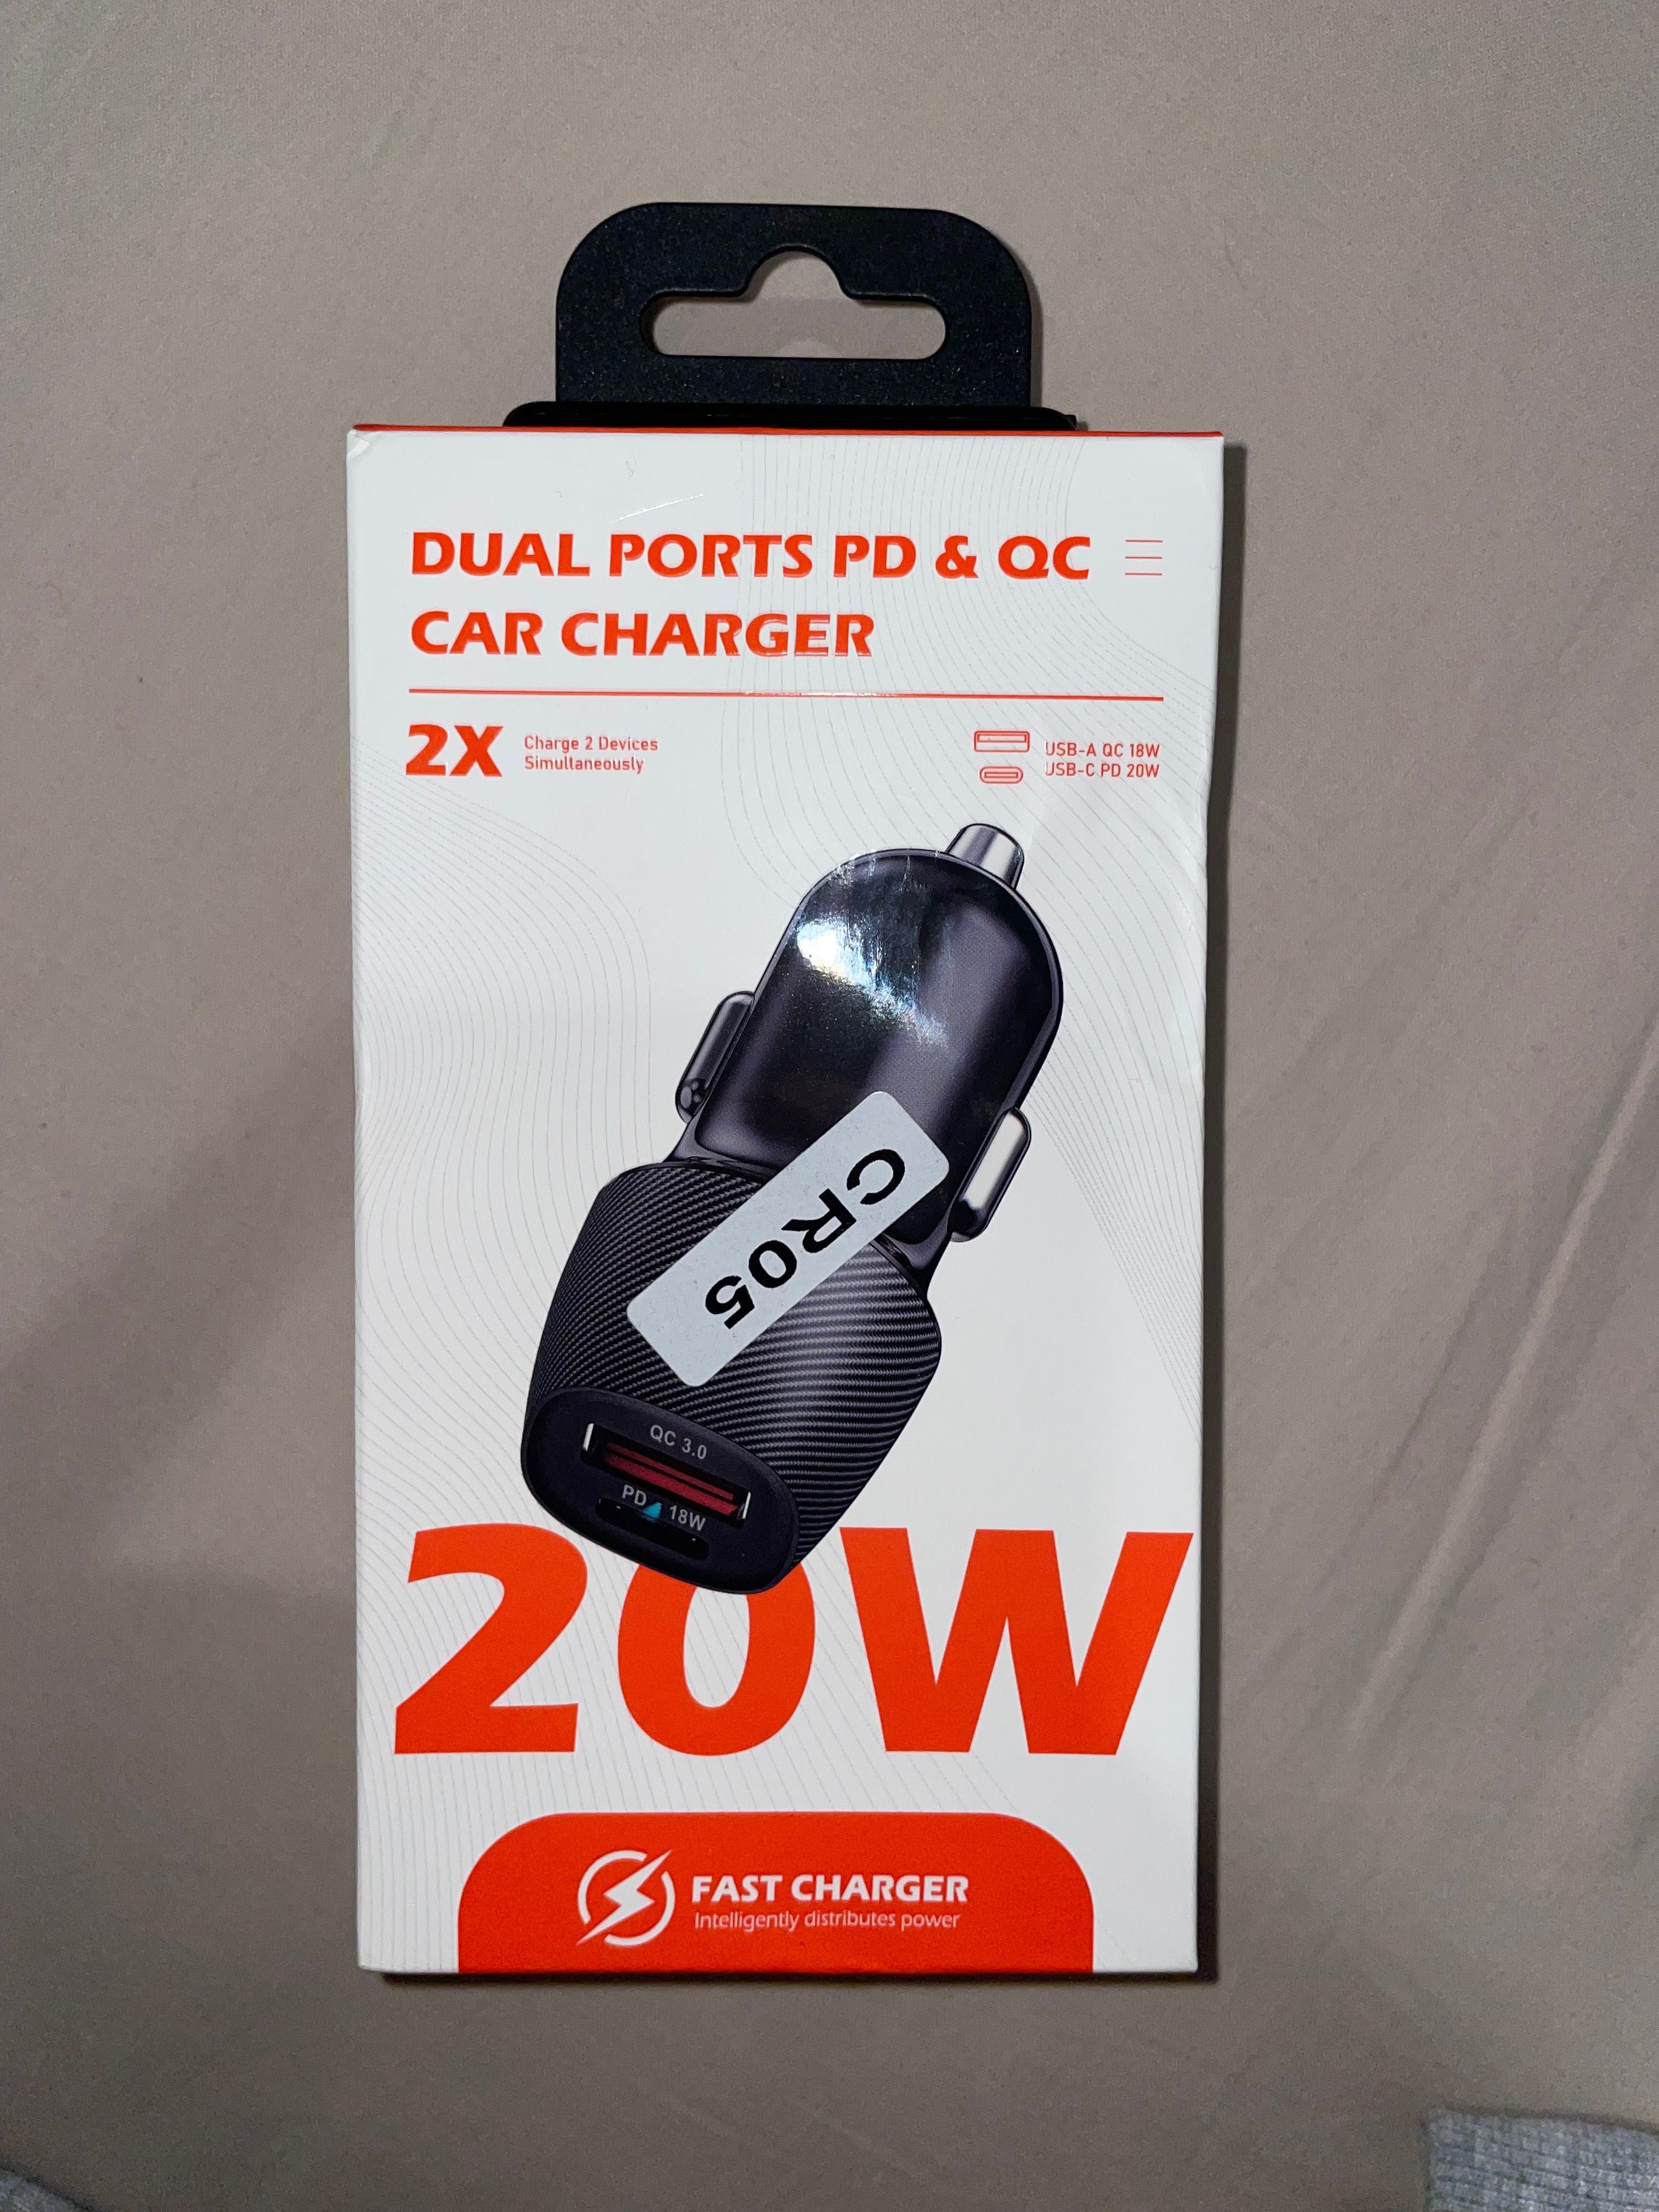 DUAL PORTS PD & QC
CAR CHARGER
2X
Charge 2 Devices
Simultaneously
USB-A QC 18W
USB-C PD 20W
CR05
QC 3.0
PD 18W
20W
FAST CHARGER
Intelligently distributes power